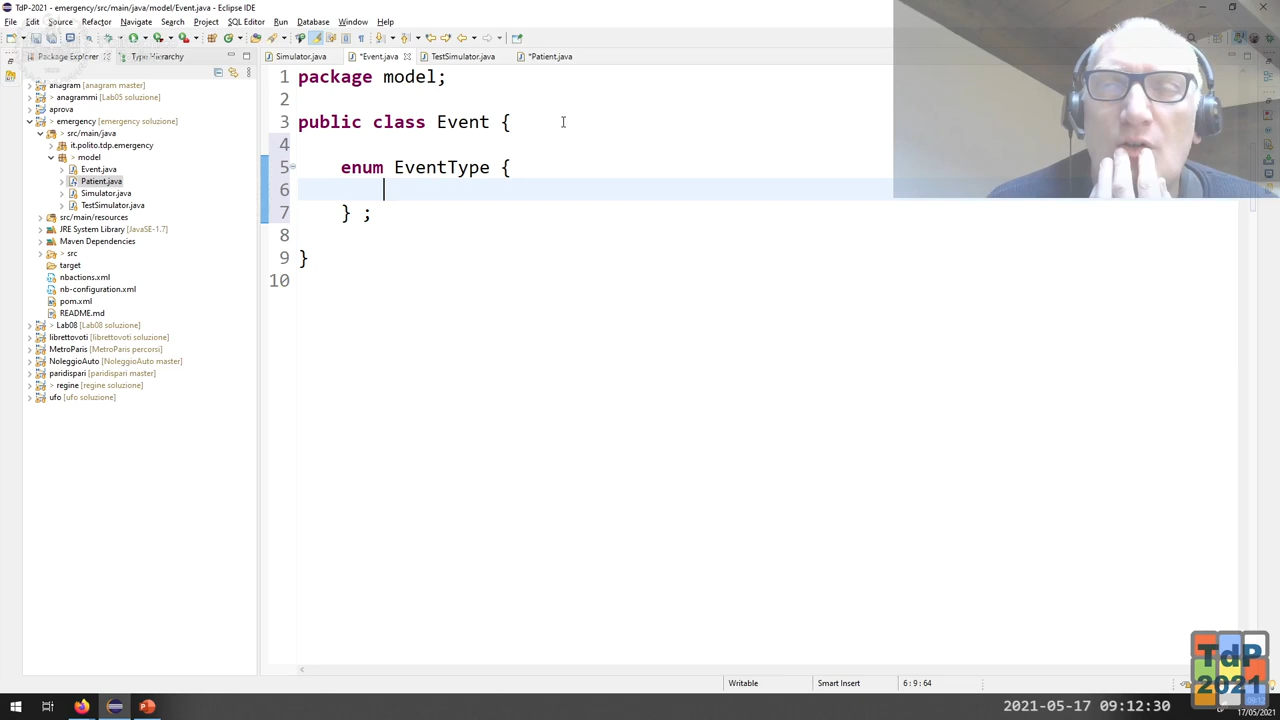 TdP-2021 - emergency/src/main/java/model/Event.java - Eclipse IDE
File Edit Source Refactor Navigate Search Project SQL Editor Run Database Window Help
Package Explorer Type Hierarchy
Simulator.java *Event.java TestSimulator.java *Patient.java
anagram [anagram master]
> anagrammi [Lab05 soluzione]
aprova
> emergency [emergency soluzione]
src/main/java
it.polito.tdp.emergency
model
Event.java
Patient.java
Simulator.java
TestSimulator.java
src/main/resources
JRE System Library [JavaSE-1.7]
Maven Dependencies
src
target
nbactions.xml
nb-configuration.xml
pom.xml
README.md
> Lab08 [Lab08 soluzione]
librettovoti [librettovoti soluzione]
MetroParis [MetroParis percorsi]
NoleggioAuto [NoleggioAuto master]
paridispari [paridispari master]
> regine [regine soluzione]
ufo [ufo soluzione]
1 package model;
2
3 public class Event {
4
5 enum EventType {
6
7 } ;
8
9 }
10
Writable Smart Insert 6 : 9 : 64
TdP
2021
2021-05-17 09:12:30
09:12
17/05/2021